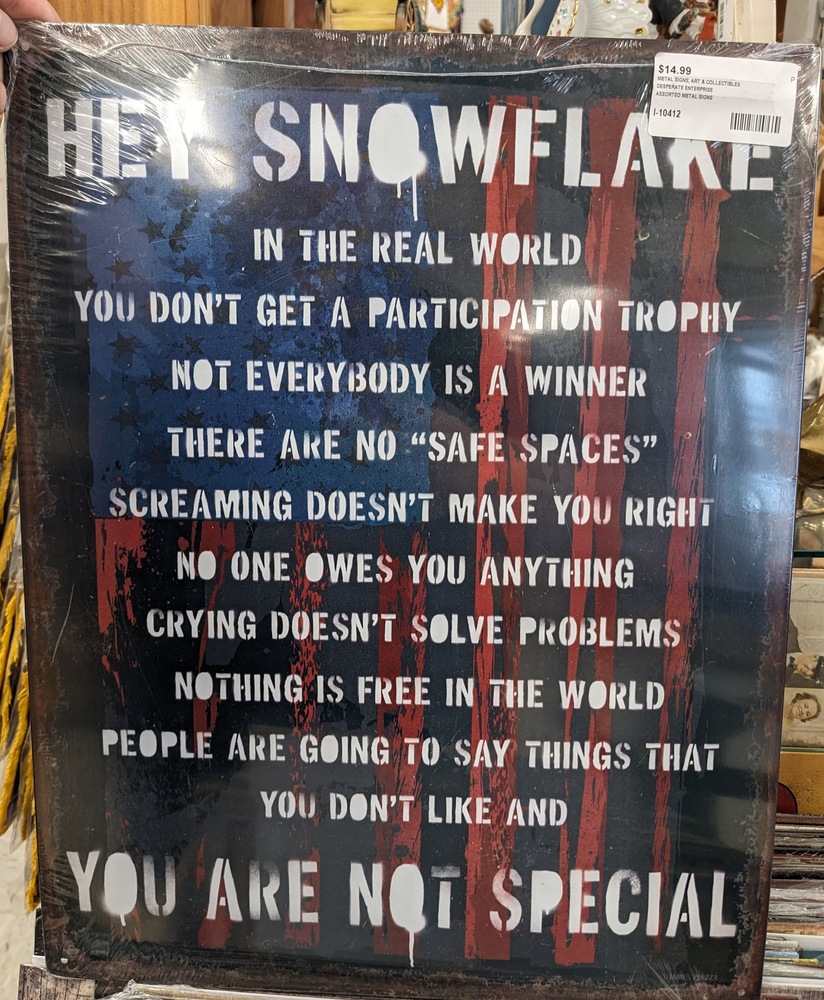 $14.99
P
METAL SIGNS, ART & COLLECTIBLES
DESPERATE ENTERPRISE
ASSORTED METAL SIGNS
I-10412
HEY SNOWFLAKE
IN THE REAL WORLD
YOU DON'T GET A PARTICIPATION TROPHY
NOT EVERYBODY IS A WINNER
THERE ARE NO “SAFE SPACES”
SCREAMING DOESN'T MAKE YOU RIGHT
NO ONE OWES YOU ANYTHING
CRYING DOESN'T SOLVE PROBLEMS
NOTHING IS FREE IN THE WORLD
PEOPLE ARE GOING TO SAY THINGS THAT
YOU DON'T LIKE AND
YOU ARE NOT SPECIAL
JAMES PIAZZA